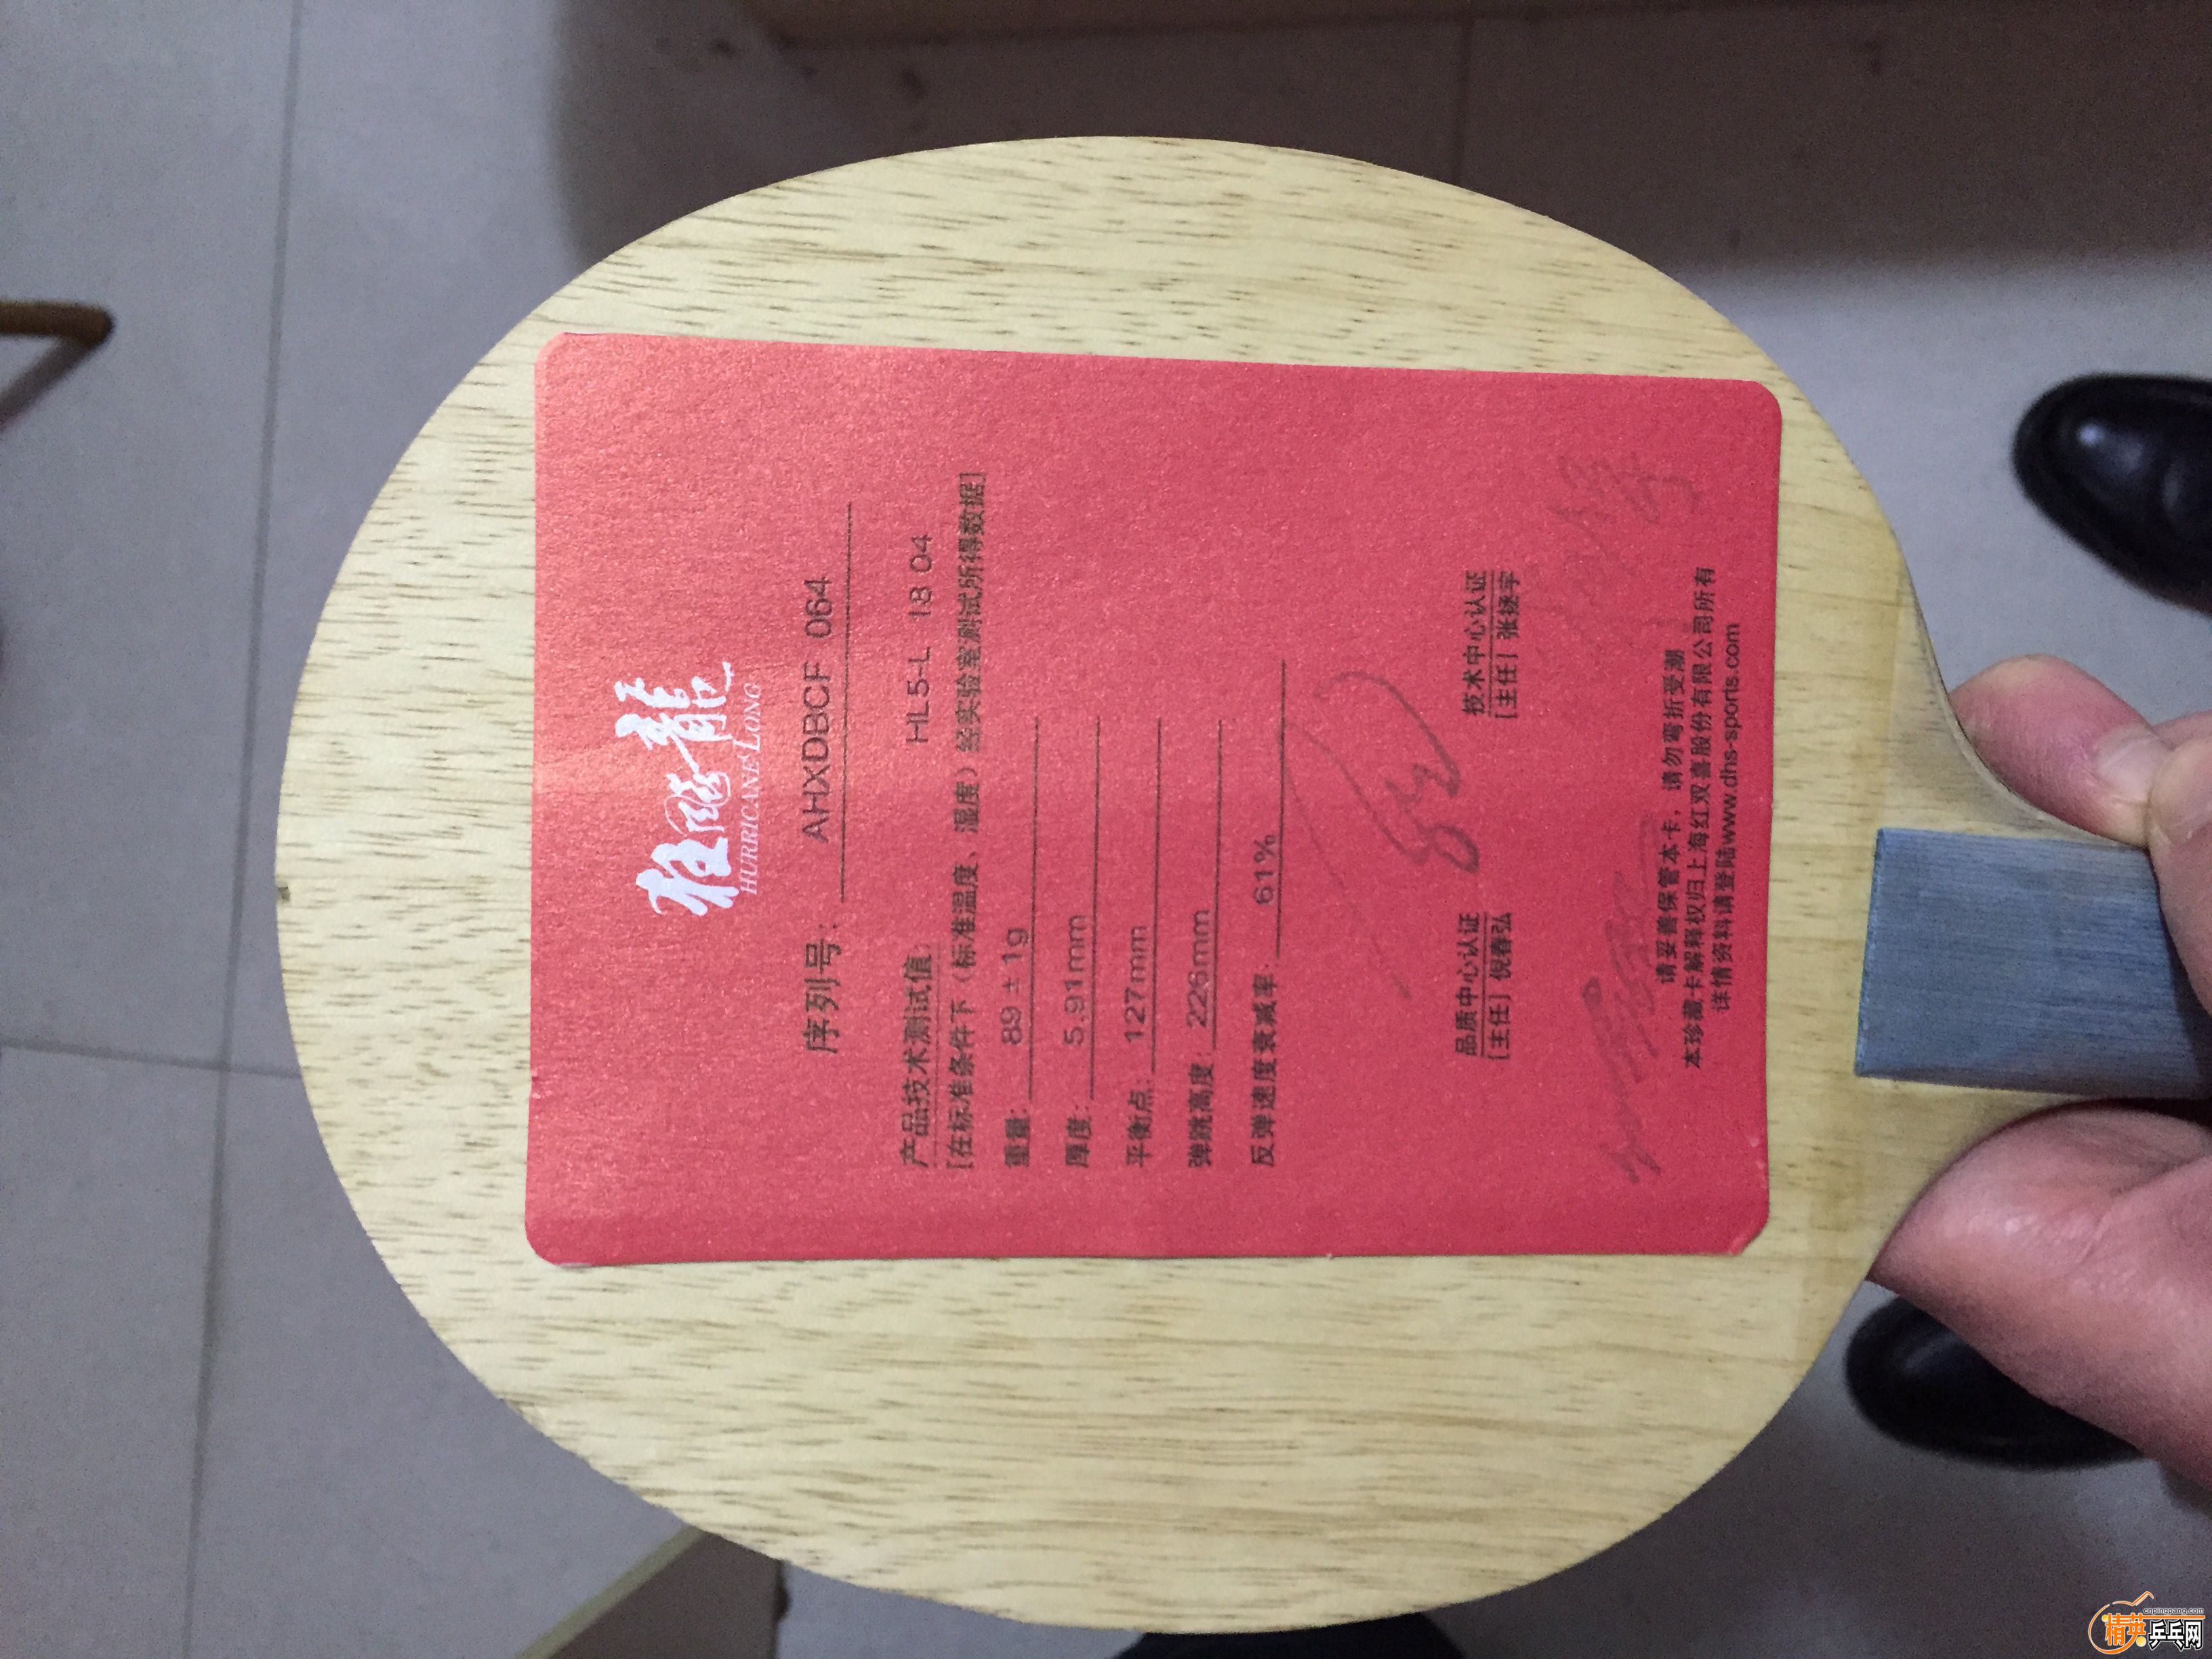 狂飚龍
HURRICANE LONG
序列号: AHXDBCF 064
产品技术测试值: HL5-L 18 04
[在标准条件下（标准温度、湿度）经实验室测试所得数据]
重量: 89±1g
厚度: 5.91mm
平衡点: 127mm
弹跳高度: 226mm
反弹速度衰减率: 61%
品质中心认证 技术中心认证
[主任] 倪春弘 [主任] 张拯宇
请妥善保管本卡，请勿弯折受潮
本珍藏卡解释权归上海红双喜股份有限公司所有
详情资料请登陆www.dhs-sports.com
copingpang.com
精英乒乓网